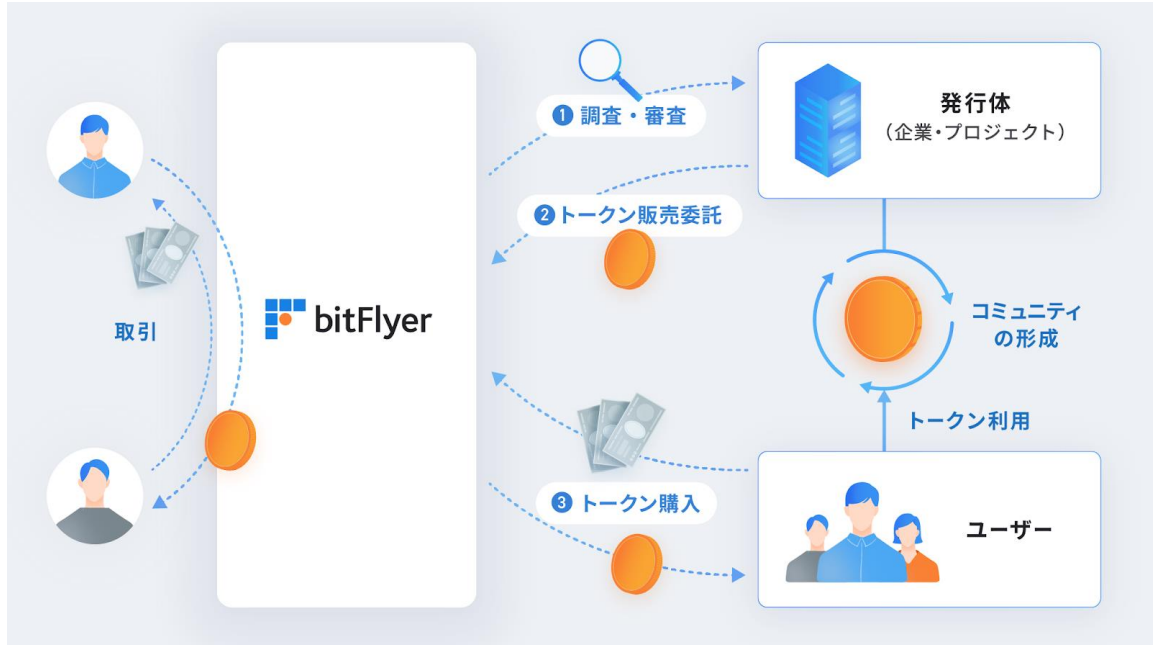 ❶ 調査・審査
発行体
（企業・プロジェクト）
❷ トークン販売委託
取引
bitFlyer
コミュニティ
の形成
トークン利用
❸ トークン購入
ユーザー